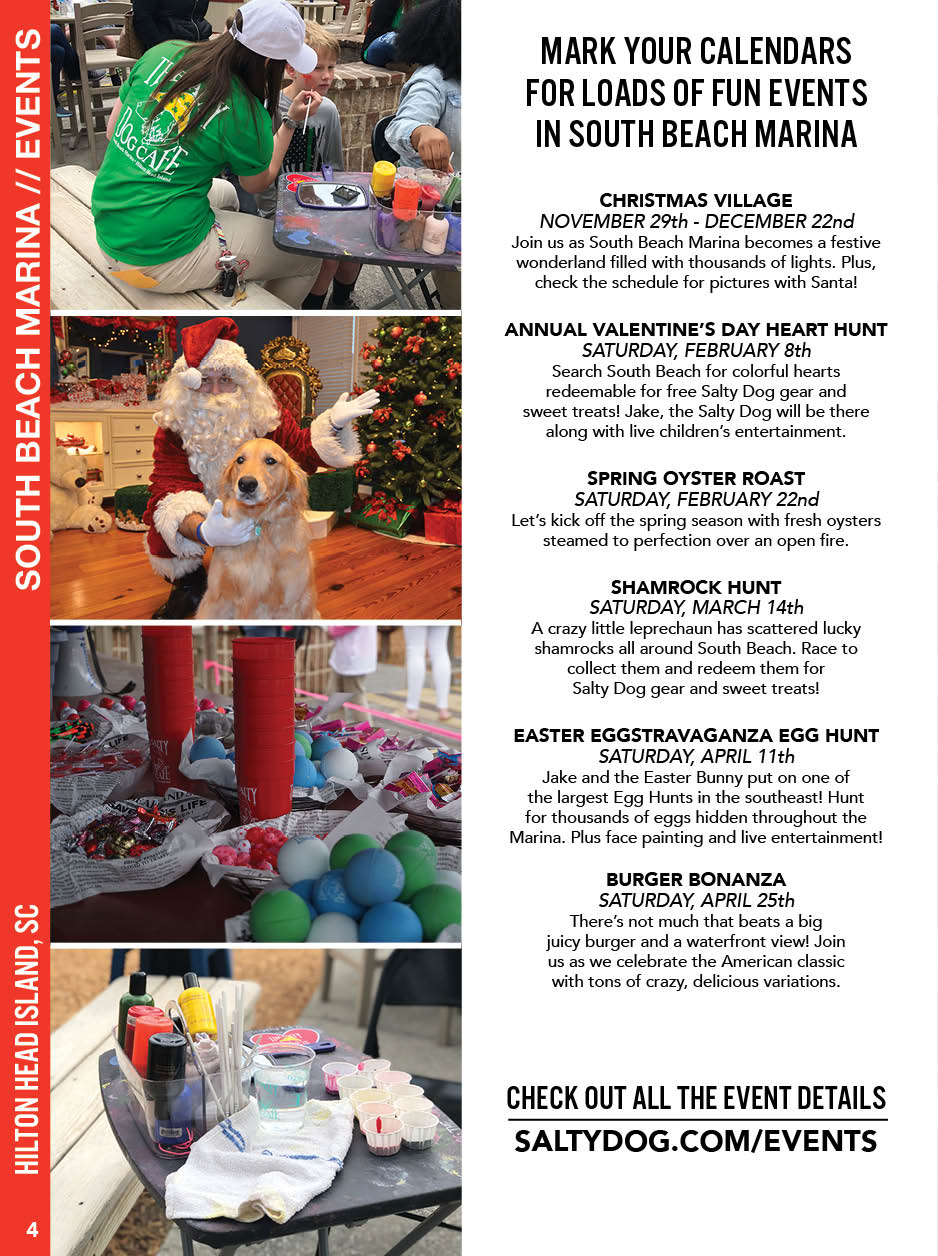 SOUTH BEACH MARINA // EVENTS
HILTON HEAD ISLAND, SC
4
DOG CAFE
MARK YOUR CALENDARS
FOR LOADS OF FUN EVENTS
IN SOUTH BEACH MARINA
CHRISTMAS VILLAGE
NOVEMBER 29th - DECEMBER 22nd
Join us as South Beach Marina becomes a festive
wonderland filled with thousands of lights. Plus,
check the schedule for pictures with Santa!
ANNUAL VALENTINE’S DAY HEART HUNT
SATURDAY, FEBRUARY 8th
Search South Beach for colorful hearts
redeemable for free Salty Dog gear and
sweet treats! Jake, the Salty Dog will be there
along with live children’s entertainment.
SPRING OYSTER ROAST
SATURDAY, FEBRUARY 22nd
Let’s kick off the spring season with fresh oysters
steamed to perfection over an open fire.
SHAMROCK HUNT
SATURDAY, MARCH 14th
A crazy little leprechaun has scattered lucky
shamrocks all around South Beach. Race to
collect them and redeem them for
Salty Dog gear and sweet treats!
EASTER EGGSTRAVAGANZA EGG HUNT
SATURDAY, APRIL 11th
Jake and the Easter Bunny put on one of
the largest Egg Hunts in the southeast! Hunt
for thousands of eggs hidden throughout the
Marina. Plus face painting and live entertainment!
BURGER BONANZA
SATURDAY, APRIL 25th
There’s not much that beats a big
juicy burger and a waterfront view! Join
us as we celebrate the American classic
with tons of crazy, delicious variations.
CHECK OUT ALL THE EVENT DETAILS
SALTYDOG.COM/EVENTS